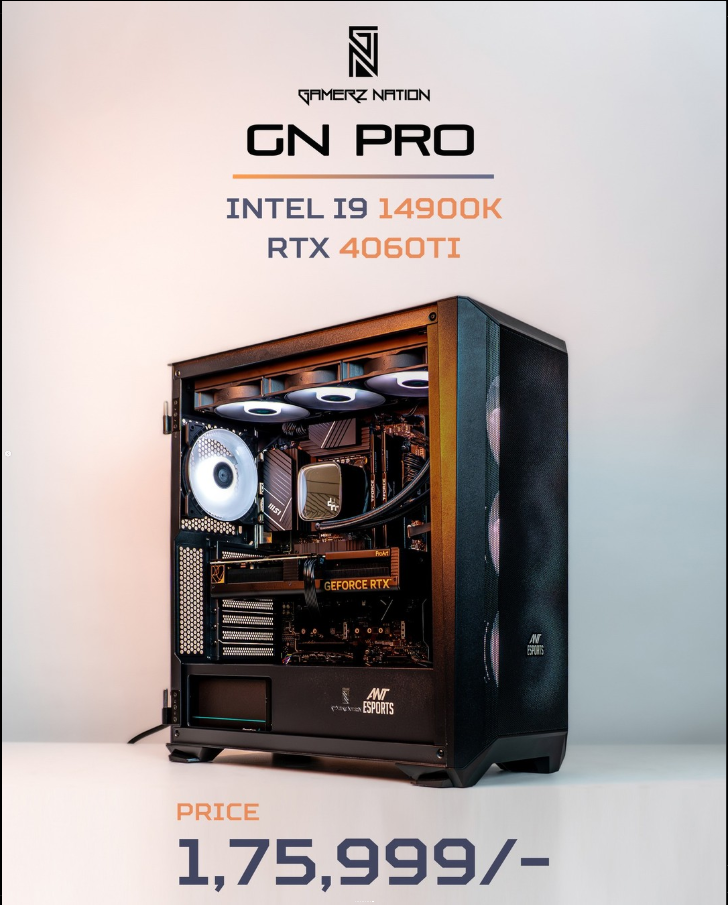 GAMERZ NATION
GN PRO
INTEL I9 14900K
RTX 4060TI
msi
ProArt
GEFORCE RTX
ANT
ESPORTS
ANT
ESPORTS
PRICE
1,75,999/-